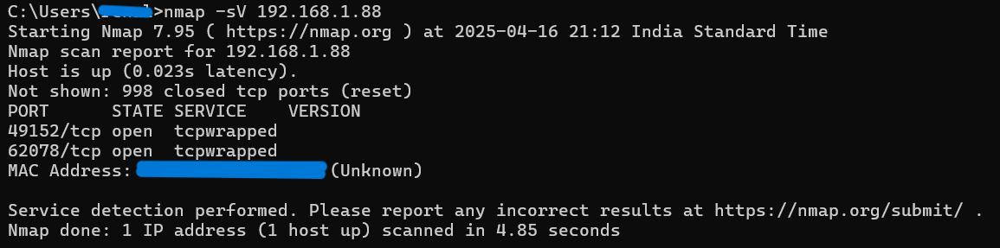 C:\Users\>nmap -sV 192.168.1.88
Starting Nmap 7.95 ( https://nmap.org ) at 2025-04-16 21:12 India Standard Time
Nmap scan report for 192.168.1.88
Host is up (0.023s latency).
Not shown: 998 closed tcp ports (reset)
PORT      STATE SERVICE    VERSION
49152/tcp open  tcpwrapped
62078/tcp open  tcpwrapped
MAC Address: (Unknown)
Service detection performed. Please report any incorrect results at https://nmap.org/submit/ .
Nmap done: 1 IP address (1 host up) scanned in 4.85 seconds